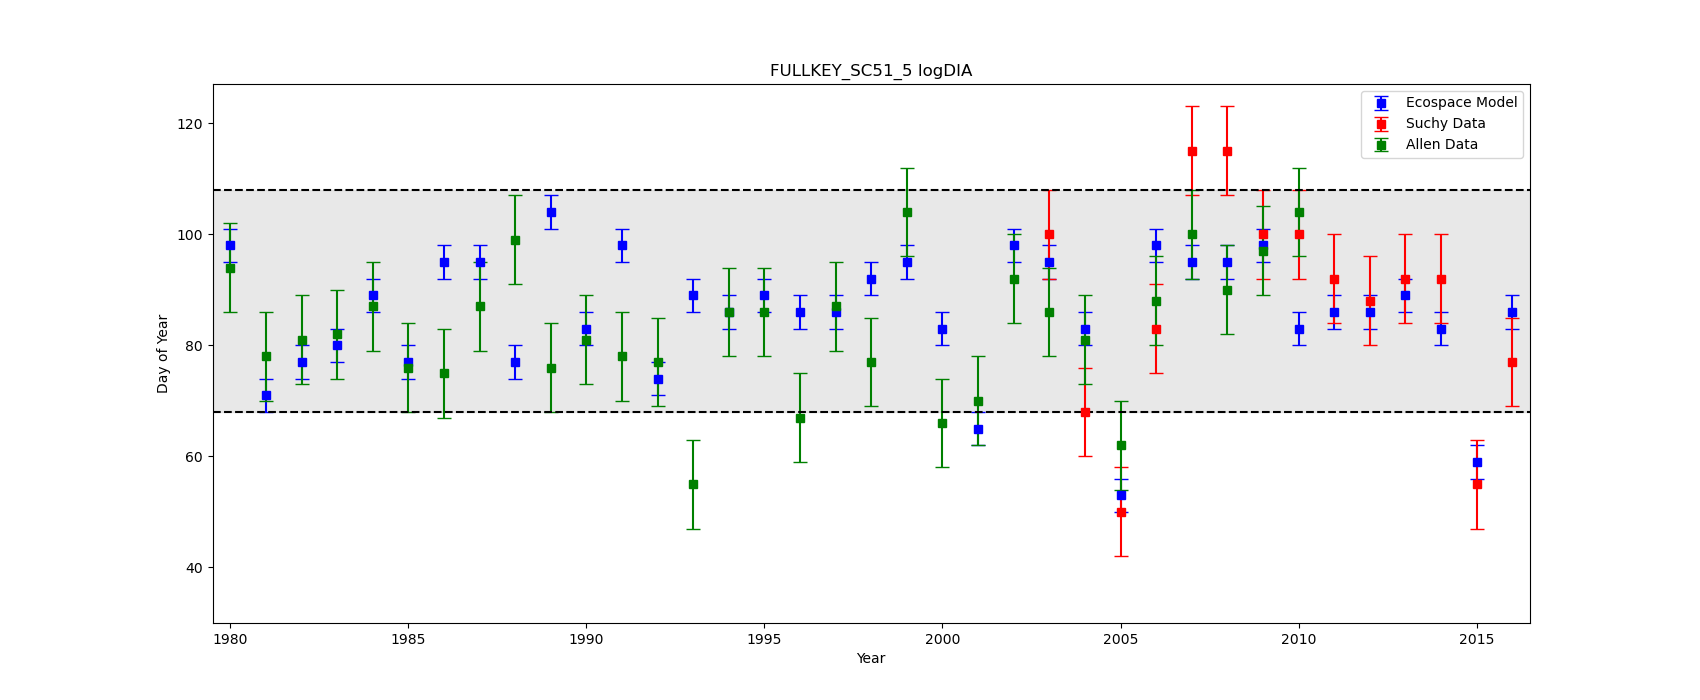 FULLKEY_SC51_5 logDIA
Ecospace Model
Suchy Data
Allen Data
120
100
80
60
40
Day of Year
1980 1985 1990 1995 2000 2005 2010 2015
Year